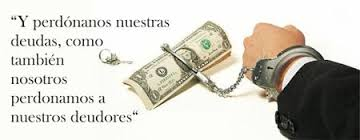 “Y perdónanos nuestras
deudas, como
también
nosotros
perdonamos a
nuestros deudores“